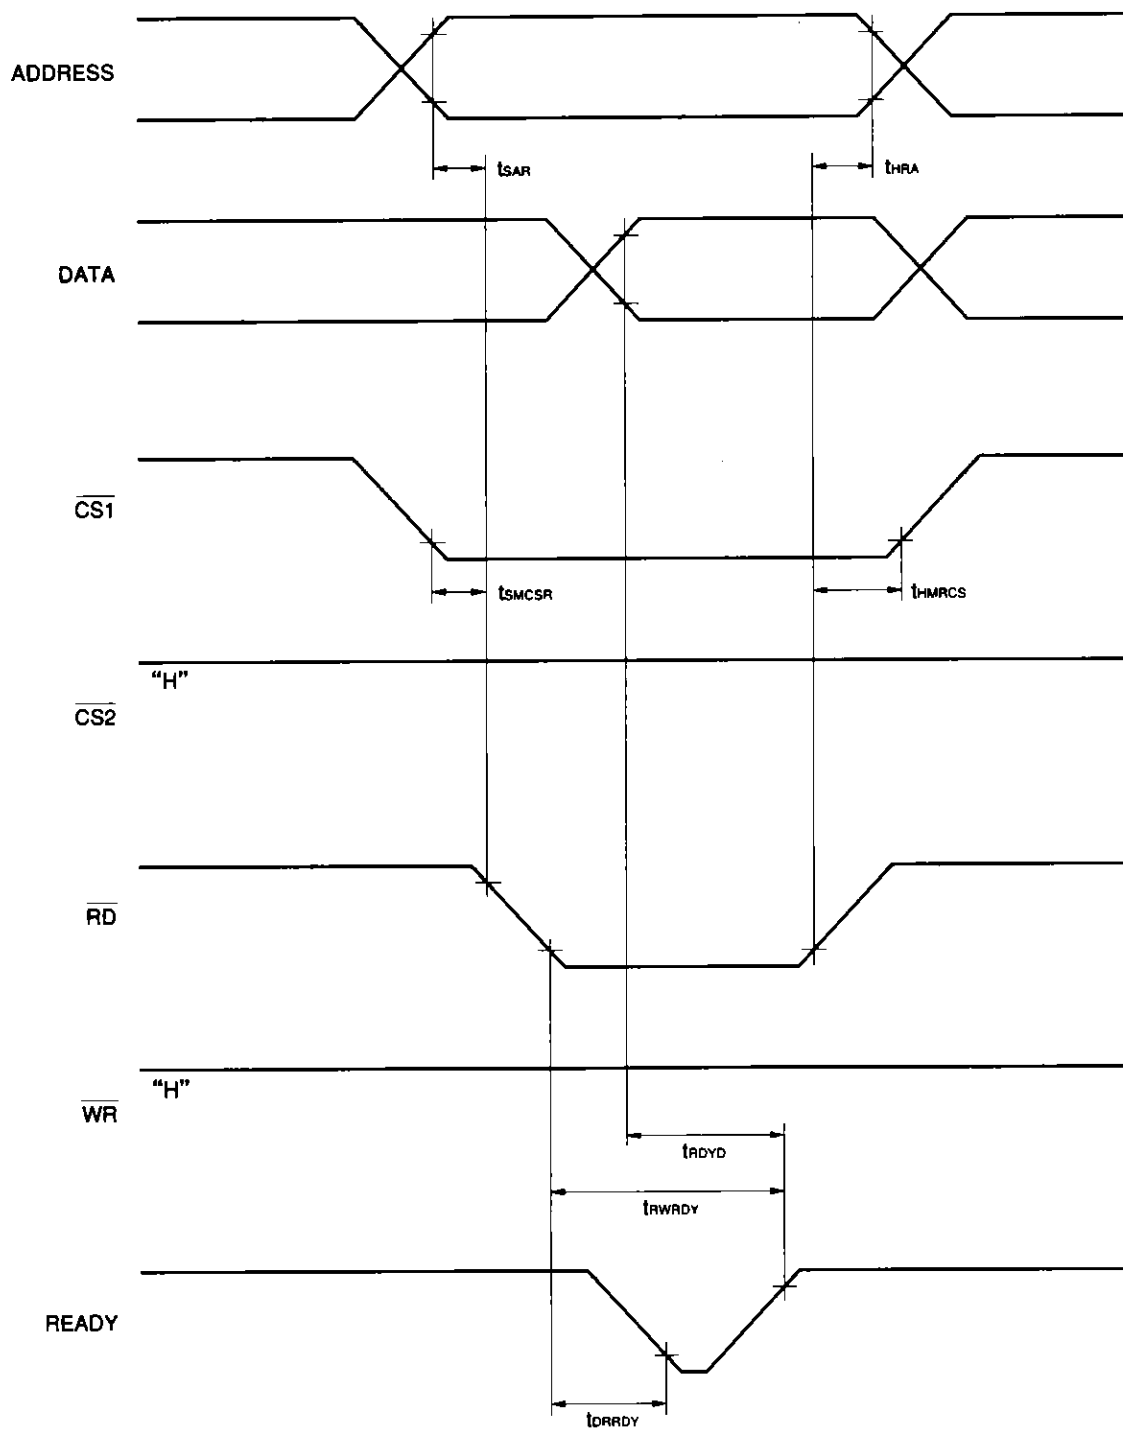 ADDRESS
tSAR
tHRA
DATA
CS1
tSMCSR
tHMRCS
"H"
CS2
RD
"H"
WR
tRDYD
tRWRDY
READY
tDRRDY